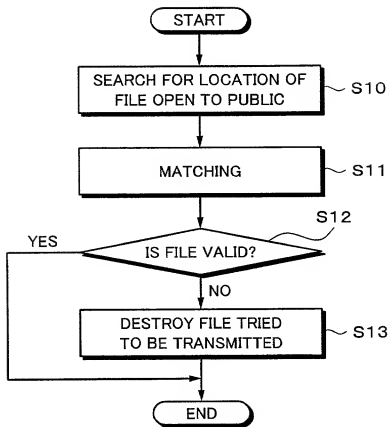 START
SEARCH FOR LOCATION OF
FILE OPEN TO PUBLIC
S10
MATCHING
S11
S12
YES
IS FILE VALID?
NO
DESTROY FILE TRIED
TO BE TRANSMITTED
S13
END